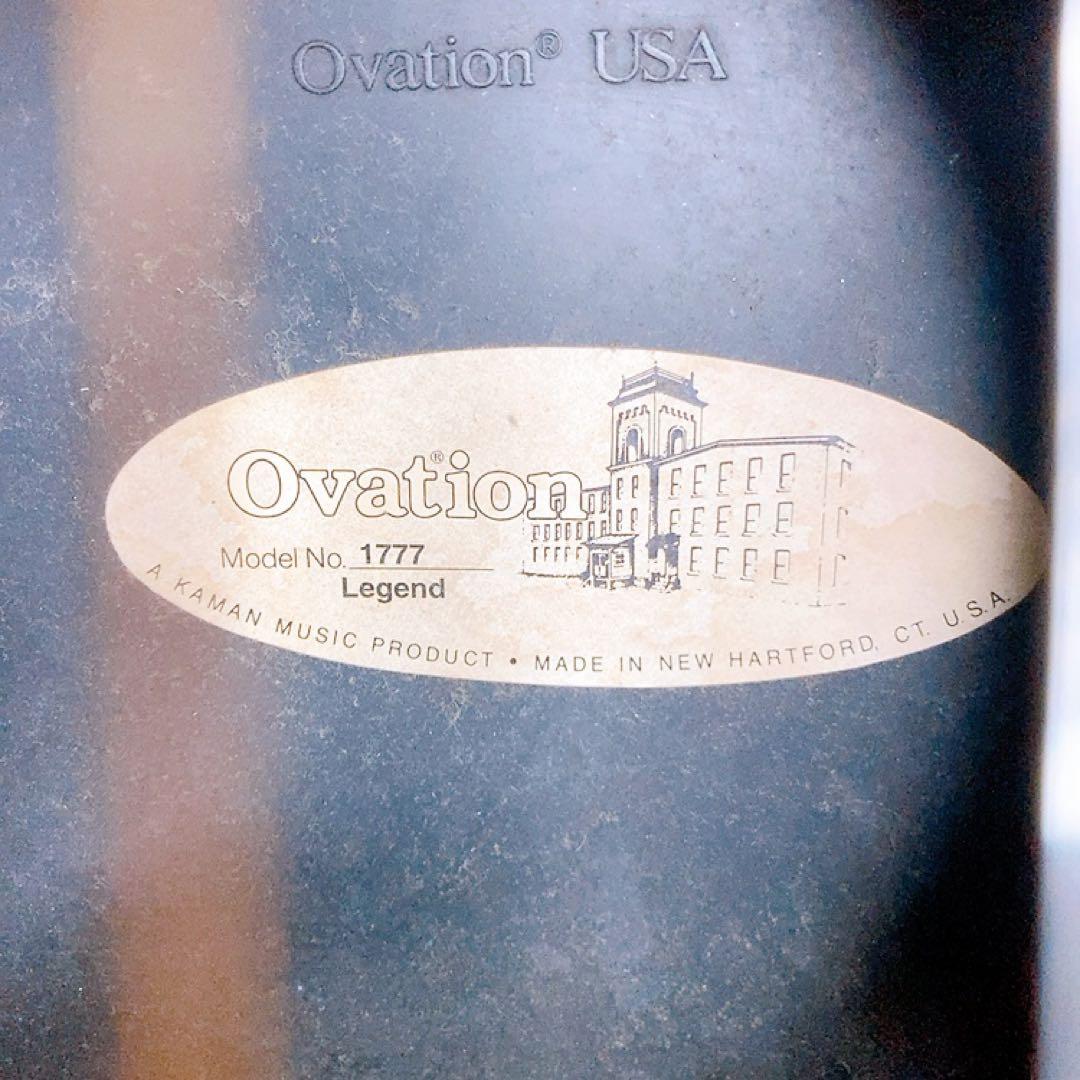 Ovation® USA
Ovation®
Model No. 1777
Legend
A KAMAN MUSIC PRODUCT • MADE IN NEW HARTFORD, CT. U.S.A.